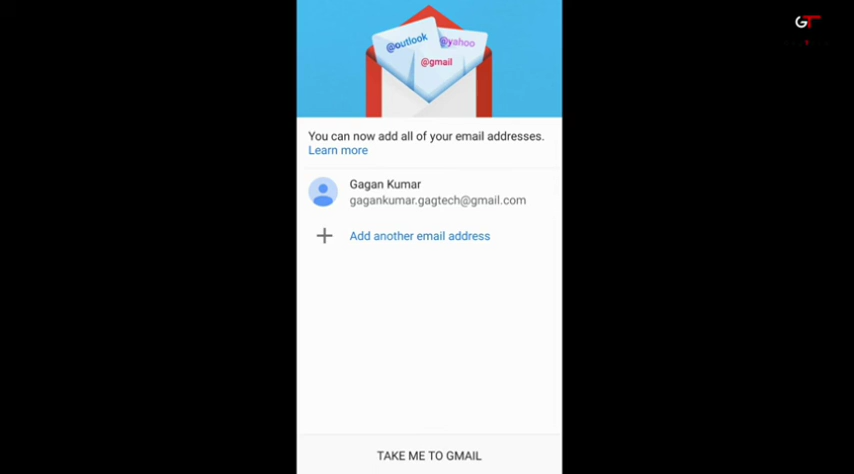 GT
@outlook
@yahoo
@gmail
You can now add all of your email addresses.
Learn more
Gagan Kumar
gagankumar.gagtech@gmail.com
Add another email address
TAKE ME TO GMAIL